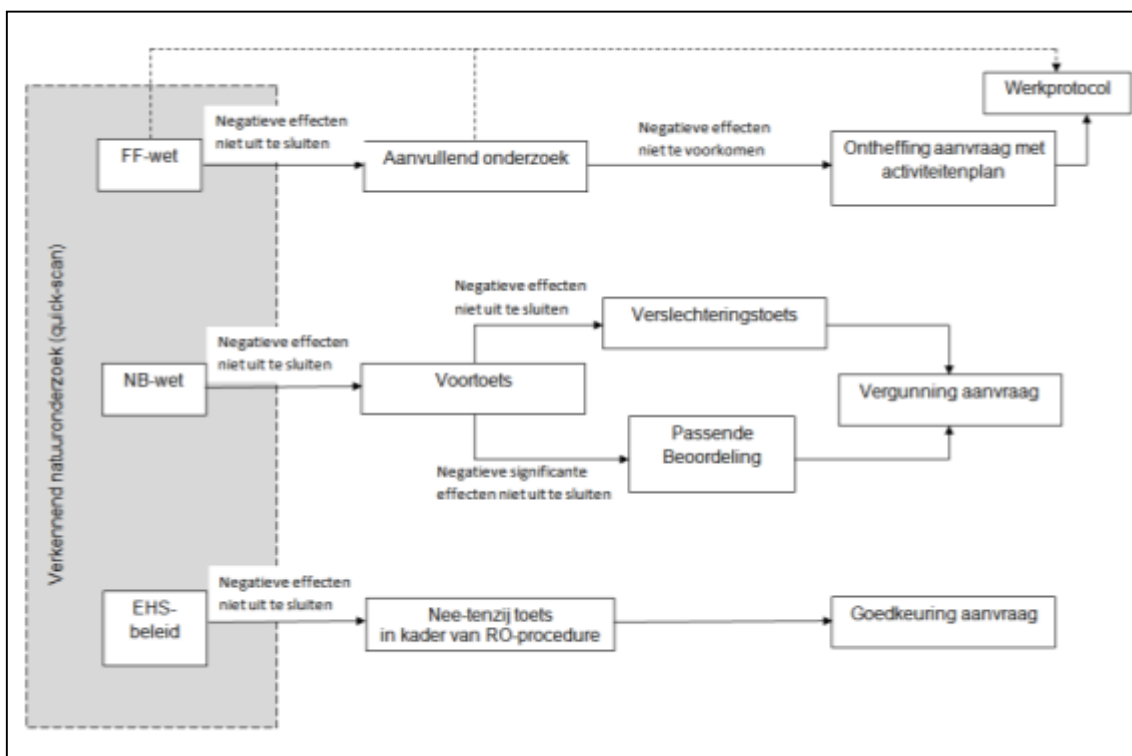 Werkprotocol
Negatieve effecten
niet uit te sluiten
FF-wet
Aanvullend onderzoek
Negatieve effecten
niet te voorkomen
Ontheffing aanvraag met
activiteitenplan
Verkennend natuuronderzoek (quick-scan)
Negatieve effecten
niet uit te sluiten
NB-wet
Voortoets
Negatieve effecten
niet uit te sluiten
Verslechteringstoets
Vergunning aanvraag
Passende
Beoordeling
Negatieve significante
effecten niet uit te sluiten
Negatieve effecten
niet uit te sluiten
EHS-
beleid
Nee-tenzij toets
in kader van RO-procedure
Goedkeuring aanvraag